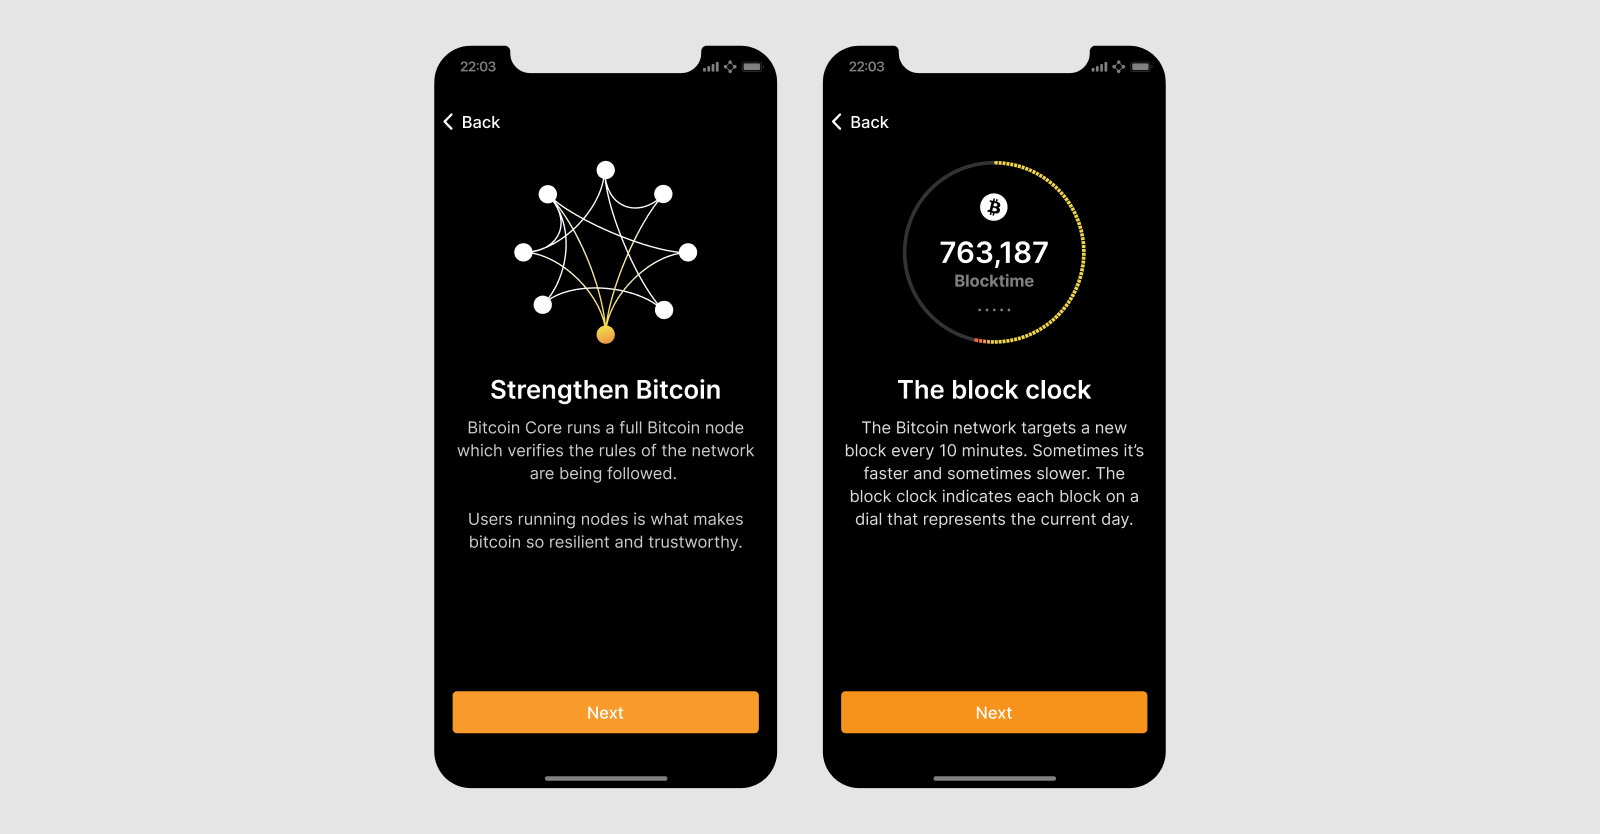 22:03
Back
Strengthen Bitcoin
Bitcoin Core runs a full Bitcoin node
which verifies the rules of the network
are being followed.
Users running nodes is what makes
bitcoin so resilient and trustworthy.
Next
22:03
Back
763,187
Blocktime
The block clock
The Bitcoin network targets a new
block every 10 minutes. Sometimes it’s
faster and sometimes slower. The
block clock indicates each block on a
dial that represents the current day.
Next